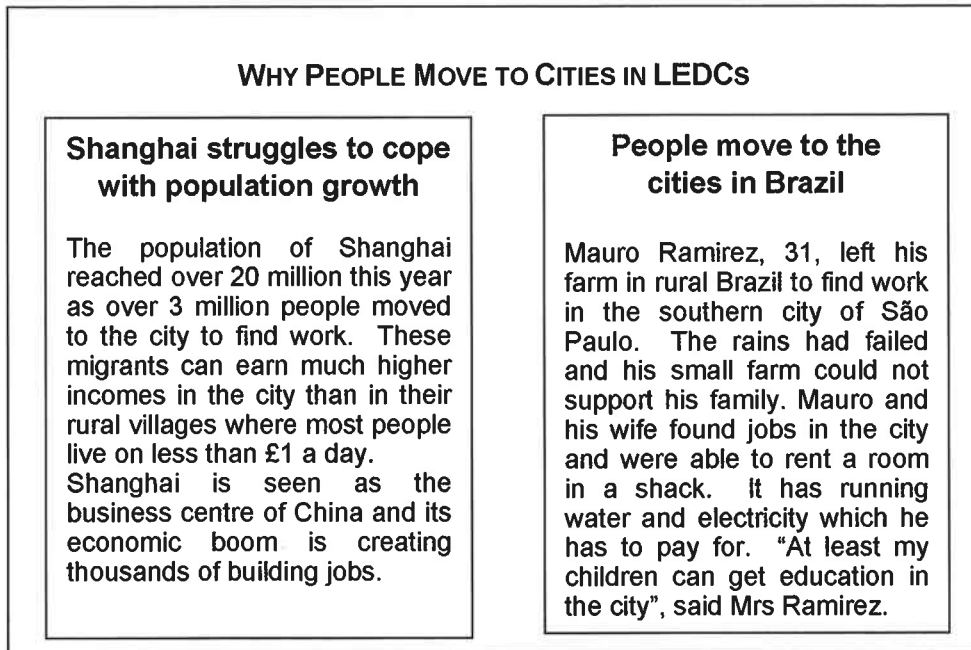 WHY PEOPLE MOVE TO CITIES IN LEDCS
Shanghai struggles to cope
with population growth
The population of Shanghai
reached over 20 million this year
as over 3 million people moved
to the city to find work. These
migrants can earn much higher
incomes in the city than in their
rural villages where most people
live on less than £1 a day.
Shanghai is seen as the
business centre of China and its
economic boom is creating
thousands of building jobs.
People move to the
cities in Brazil
Mauro Ramirez, 31, left his
farm in rural Brazil to find work
in the southern city of São
Paulo. The rains had failed
and his small farm could not
support his family. Mauro and
his wife found jobs in the city
and were able to rent a room
in a shack. It has running
water and electricity which he
has to pay for. “At least my
children can get education in
the city”, said Mrs Ramirez.